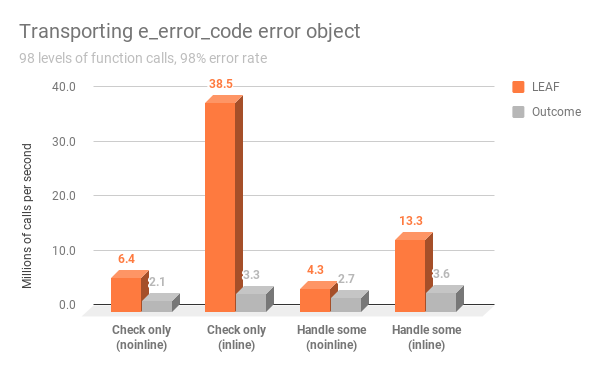 Transporting e_error_code error object
98 levels of function calls, 98% error rate
40.0
30.0
20.0
10.0
0.0
Millions of calls per second
38.5
6.4
2.1
3.3
4.3
2.7
13.3
3.6
LEAF
Outcome
Check only
(noinline)
Check only
(inline)
Handle some
(noinline)
Handle some
(inline)